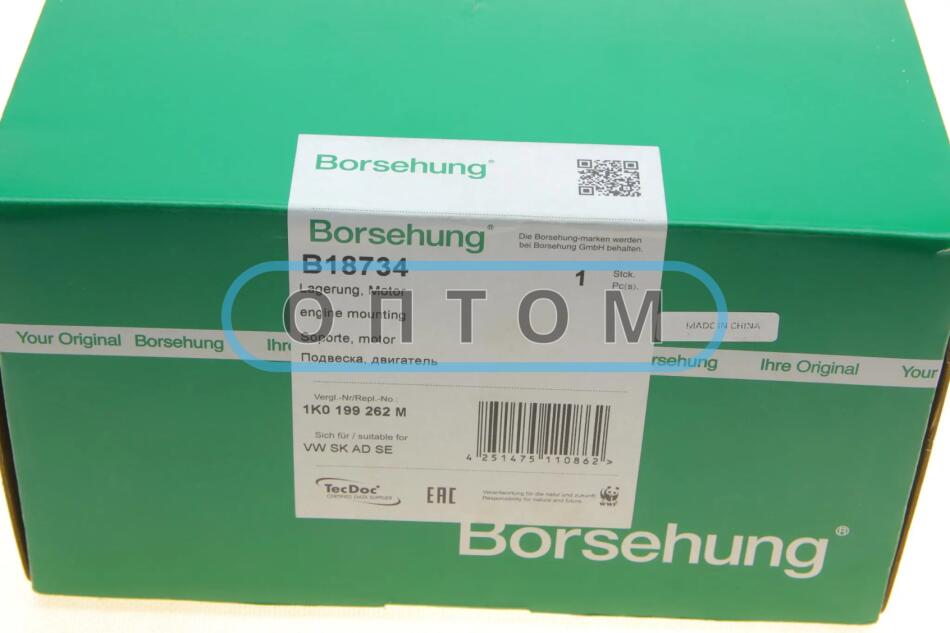 Borsehung®
Borsehung®
Die Borsehung-marken werden
bei Borsehung GmbH behalten.
B18734
1 Stck.
Pc(s).
Lagerung, Motor
engine mounting
Soporte, motor
Подвеска, двигатель
ОПТОМ
MADE IN CHINA
Your Original Borsehung Ihre
Borsehung Ihre Original Your
Vergl.-Nr/Repl.-No.:
1K0 199 262 M
Sich für / suitable for
VW SK AD SE
4 251475 110862 >
TecDoc®
CERTIFIED DATA SUPPLIER
EAC
Verantwortung für die natur und zukunft.
Responsibility for nature and future.
WWF
Borsehung®